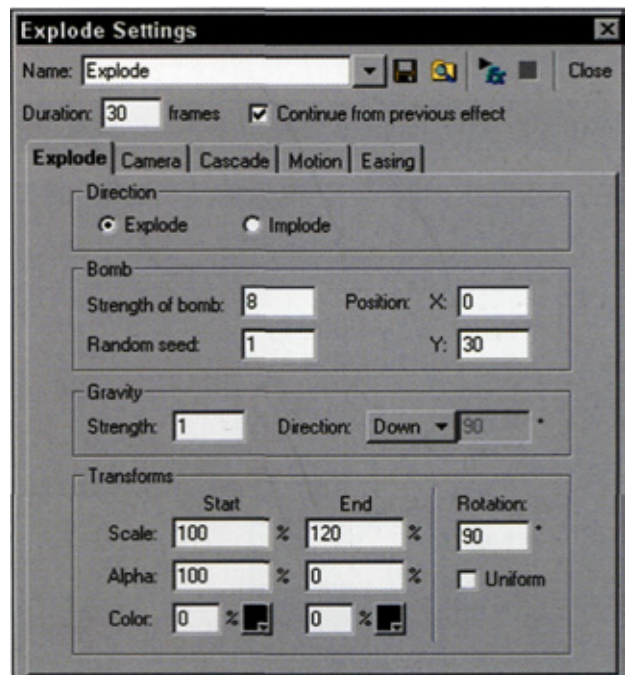 Explode Settings
Name: Explode Close
Duration: 30 frames Continue from previous effect
Explode Camera Cascade Motion Easing
Direction
Explode Implode
Bomb
Strength of bomb: 8 Position: X: 0
Random seed: 1 Y: 30
Gravity
Strength: 1 Direction: Down 90 °
Transforms
Start End Rotation:
Scale: 100 % 120 % 90 °
Alpha: 100 % 0 % Uniform
Color: 0 % 0 %